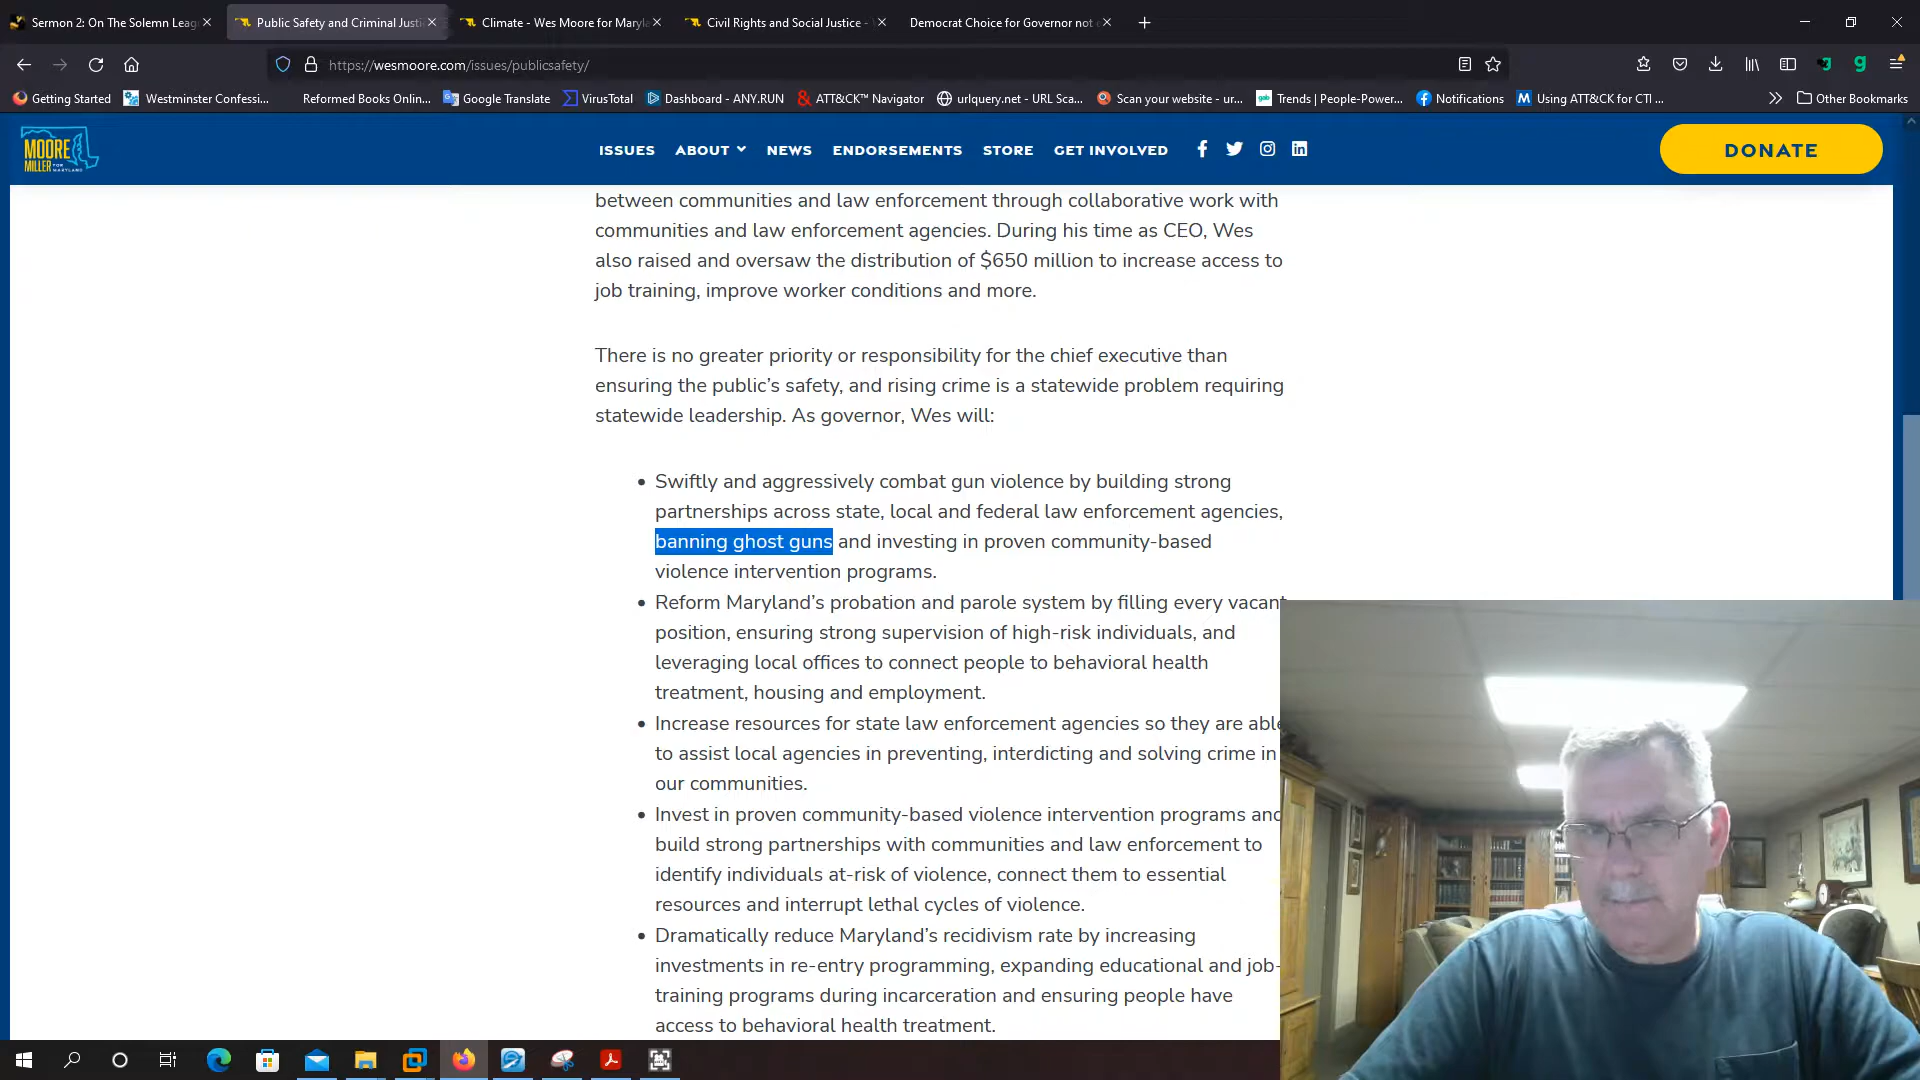 Sermon 2: On The Solemn Leag
Public Safety and Criminal Justi
Climate - Wes Moore for Maryla
Civil Rights and Social Justice -
Democrat Choice for Governor not
https://wesmoore.com/issues/publicsafety/
Getting Started
Westminster Confessi...
Reformed Books Onlin...
Google Translate
VirusTotal
Dashboard - ANY.RUN
ATT&CK™ Navigator
urlquery.net - URL Sca...
Scan your website - ur...
Trends | People-Power...
Notifications
Using ATT&CK for CTI ...
Other Bookmarks
MOORE
MILLER FOR
MARYLAND
ISSUES
ABOUT
NEWS
ENDORSEMENTS
STORE
GET INVOLVED
DONATE
between communities and law enforcement through collaborative work with
communities and law enforcement agencies. During his time as CEO, Wes
also raised and oversaw the distribution of $650 million to increase access to
job training, improve worker conditions and more.
There is no greater priority or responsibility for the chief executive than
ensuring the public’s safety, and rising crime is a statewide problem requiring
statewide leadership. As governor, Wes will:
• Swiftly and aggressively combat gun violence by building strong
partnerships across state, local and federal law enforcement agencies,
banning ghost guns and investing in proven community-based
violence intervention programs.
• Reform Maryland’s probation and parole system by filling every vacant
position, ensuring strong supervision of high-risk individuals, and
leveraging local offices to connect people to behavioral health
treatment, housing and employment.
• Increase resources for state law enforcement agencies so they are able
to assist local agencies in preventing, interdicting and solving crime in
our communities.
• Invest in proven community-based violence intervention programs and
build strong partnerships with communities and law enforcement to
identify individuals at-risk of violence, connect them to essential
resources and interrupt lethal cycles of violence.
• Dramatically reduce Maryland’s recidivism rate by increasing
investments in re-entry programming, expanding educational and job-
training programs during incarceration and ensuring people have
access to behavioral health treatment.